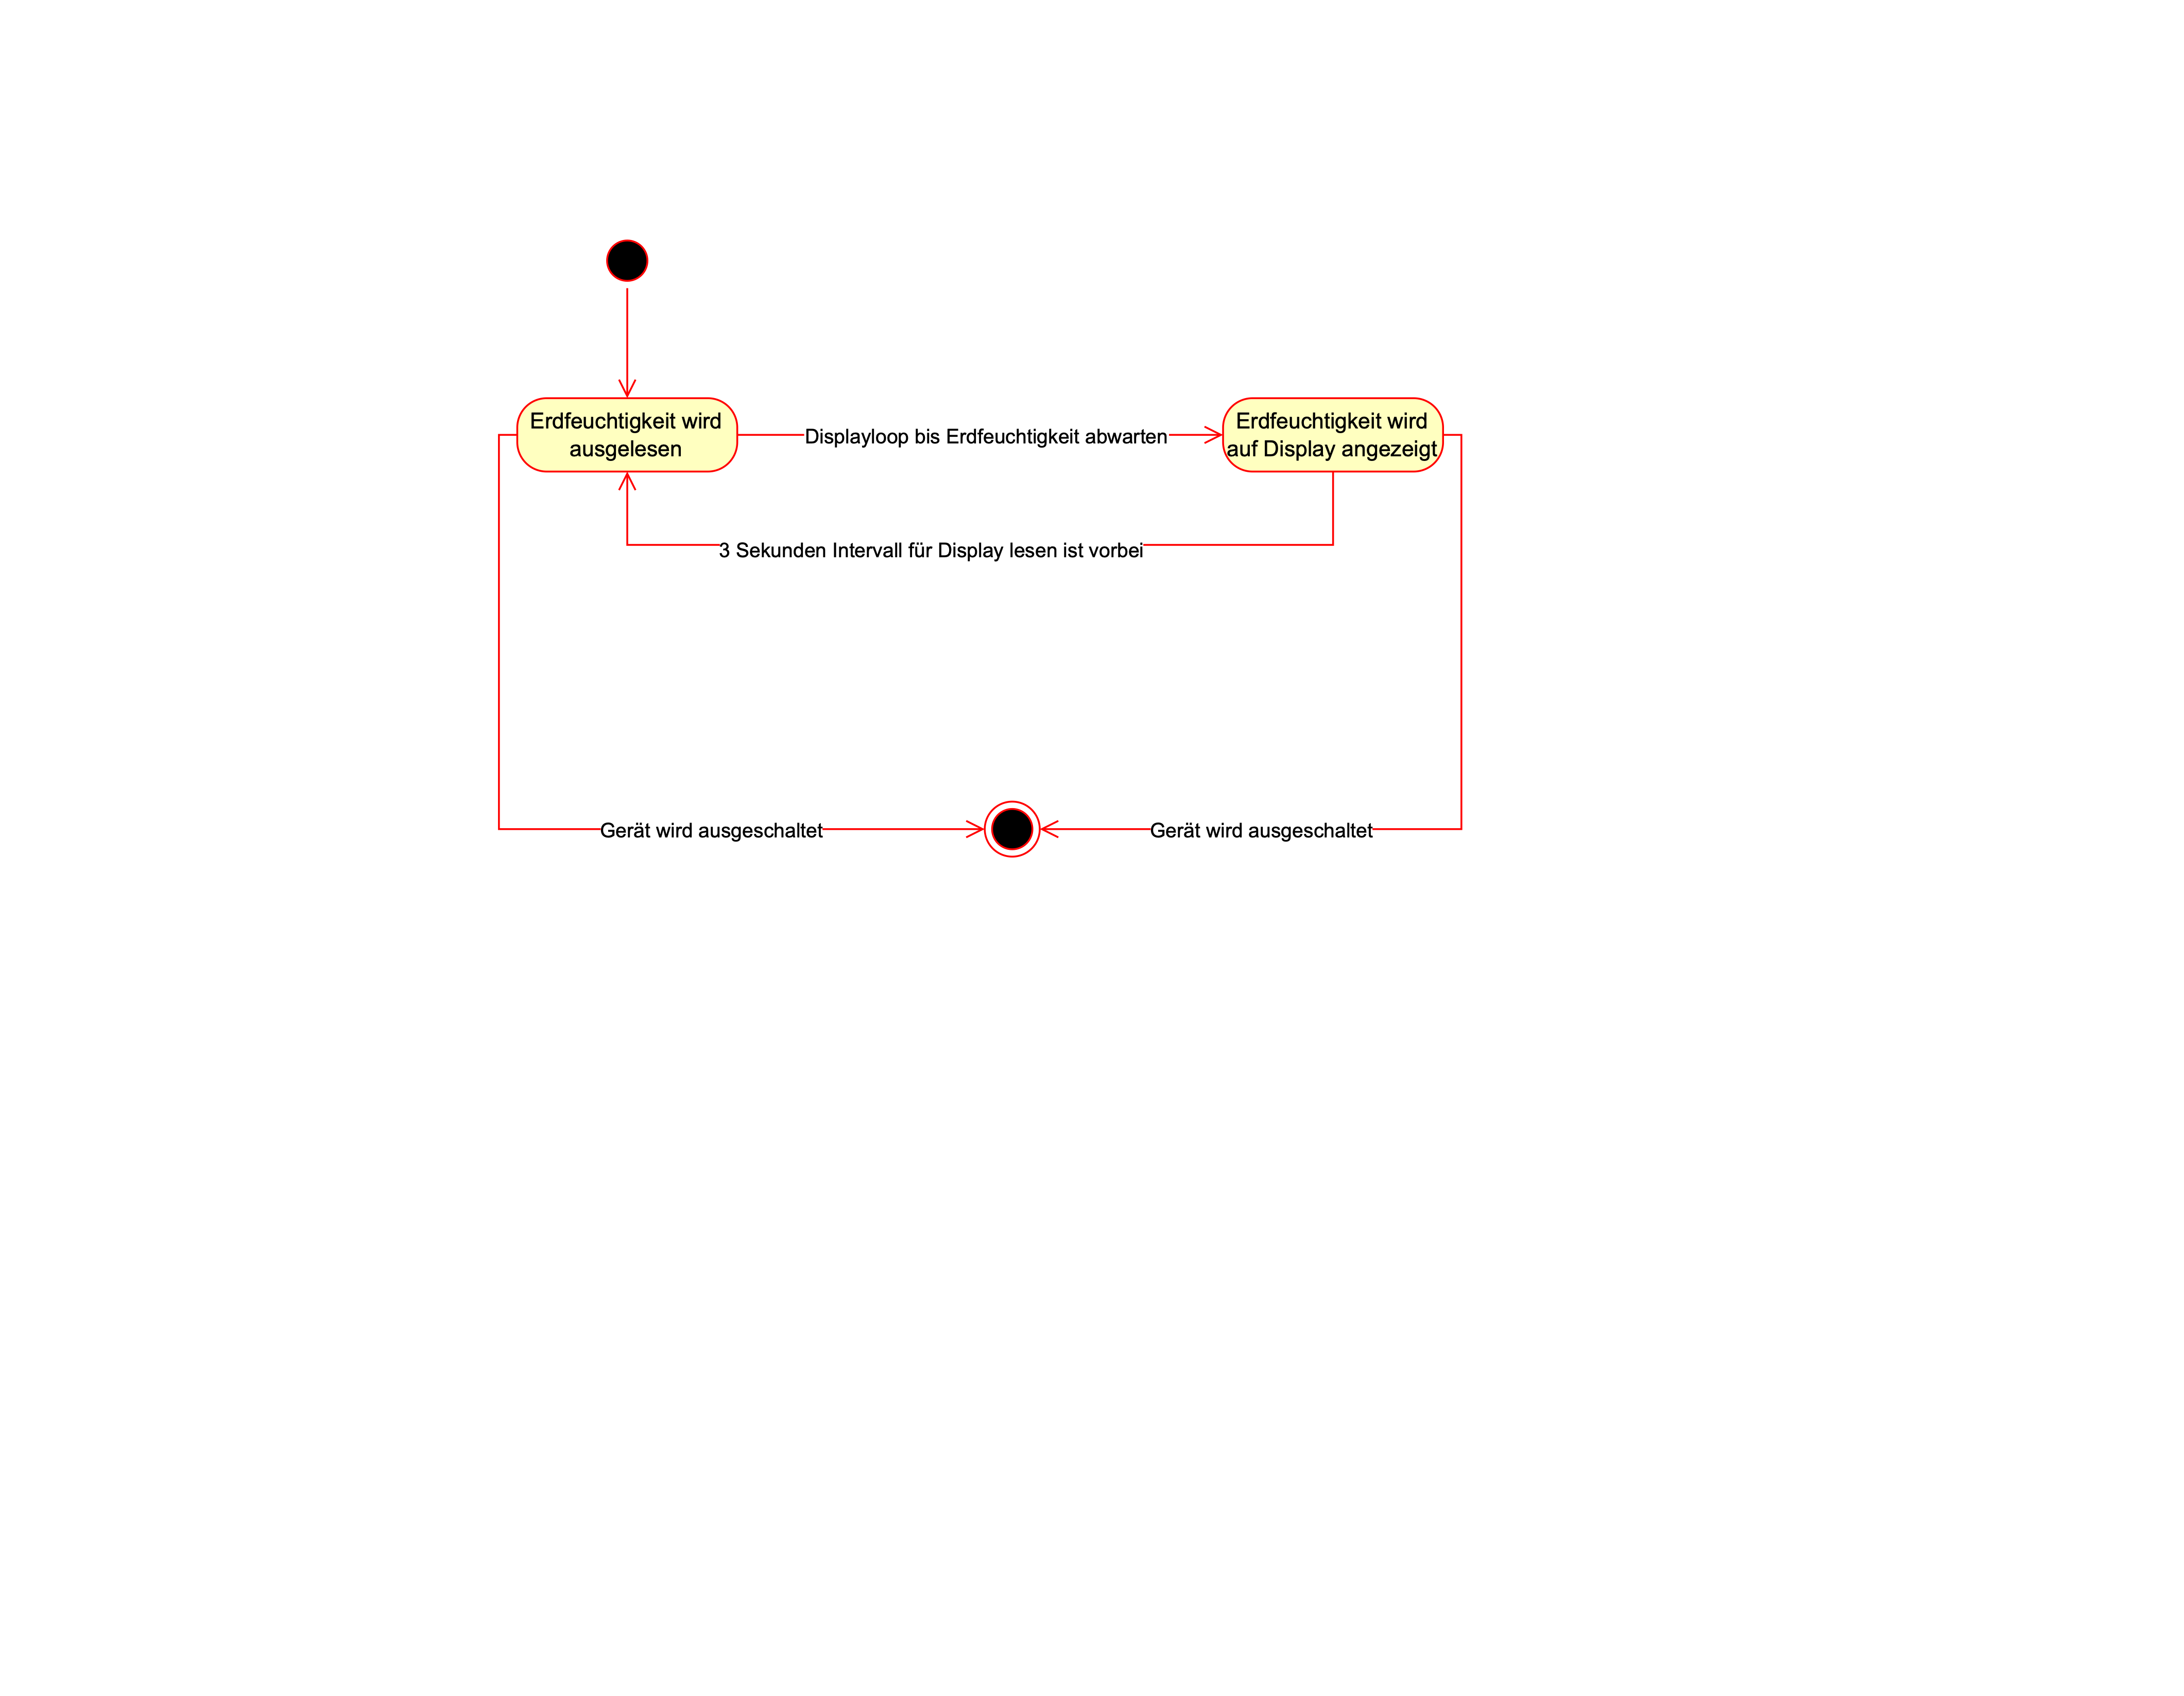 Erdfeuchtigkeit wird
ausgelesen
Displayloop bis Erdfeuchtigkeit abwarten
Erdfeuchtigkeit wird
auf Display angezeigt
3 Sekunden Intervall für Display lesen ist vorbei
Gerät wird ausgeschaltet
Gerät wird ausgeschaltet